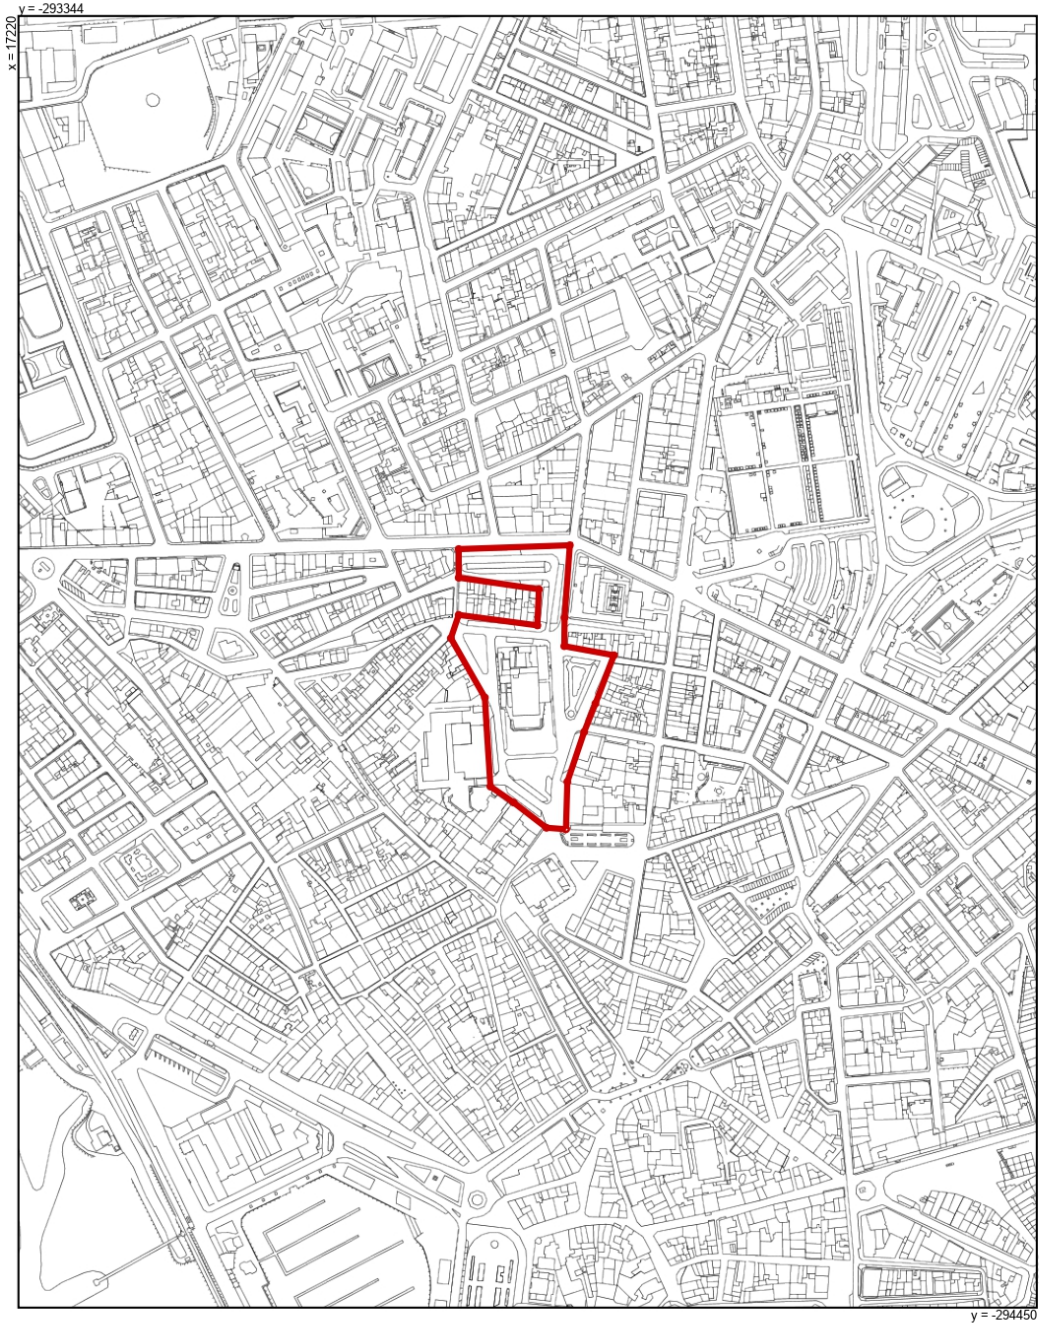 y = -293344
x = 17220
y = -294450